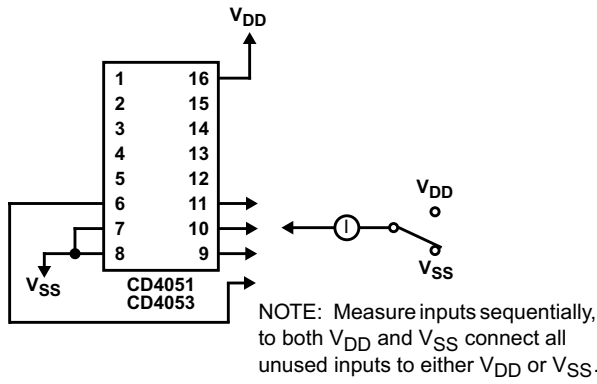 VDD
1 16
2 15
3 14
4 13
5 12
6 11
7 10
8 9
VSS
CD4051
CD4053
I
VDD
VSS
NOTE: Measure inputs sequentially,
to both VDD and VSS connect all
unused inputs to either VDD or VSS.